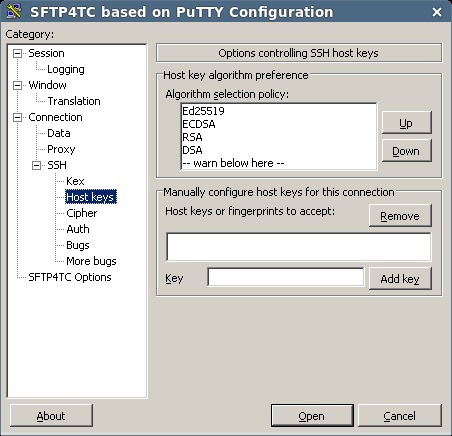 SFTP4TC based on PuTTY Configuration
Category:
Session
Logging
Window
Translation
Connection
Data
Proxy
SSH
Kex
Host keys
Cipher
Auth
Bugs
More bugs
SFTP4TC Options
Options controlling SSH host keys
Host key algorithm preference
Algorithm selection policy:
Ed25519
ECDSA
RSA
DSA
-- warn below here --
Up
Down
Manually configure host keys for this connection
Host keys or fingerprints to accept:
Remove
Key
Add key
About
Open
Cancel